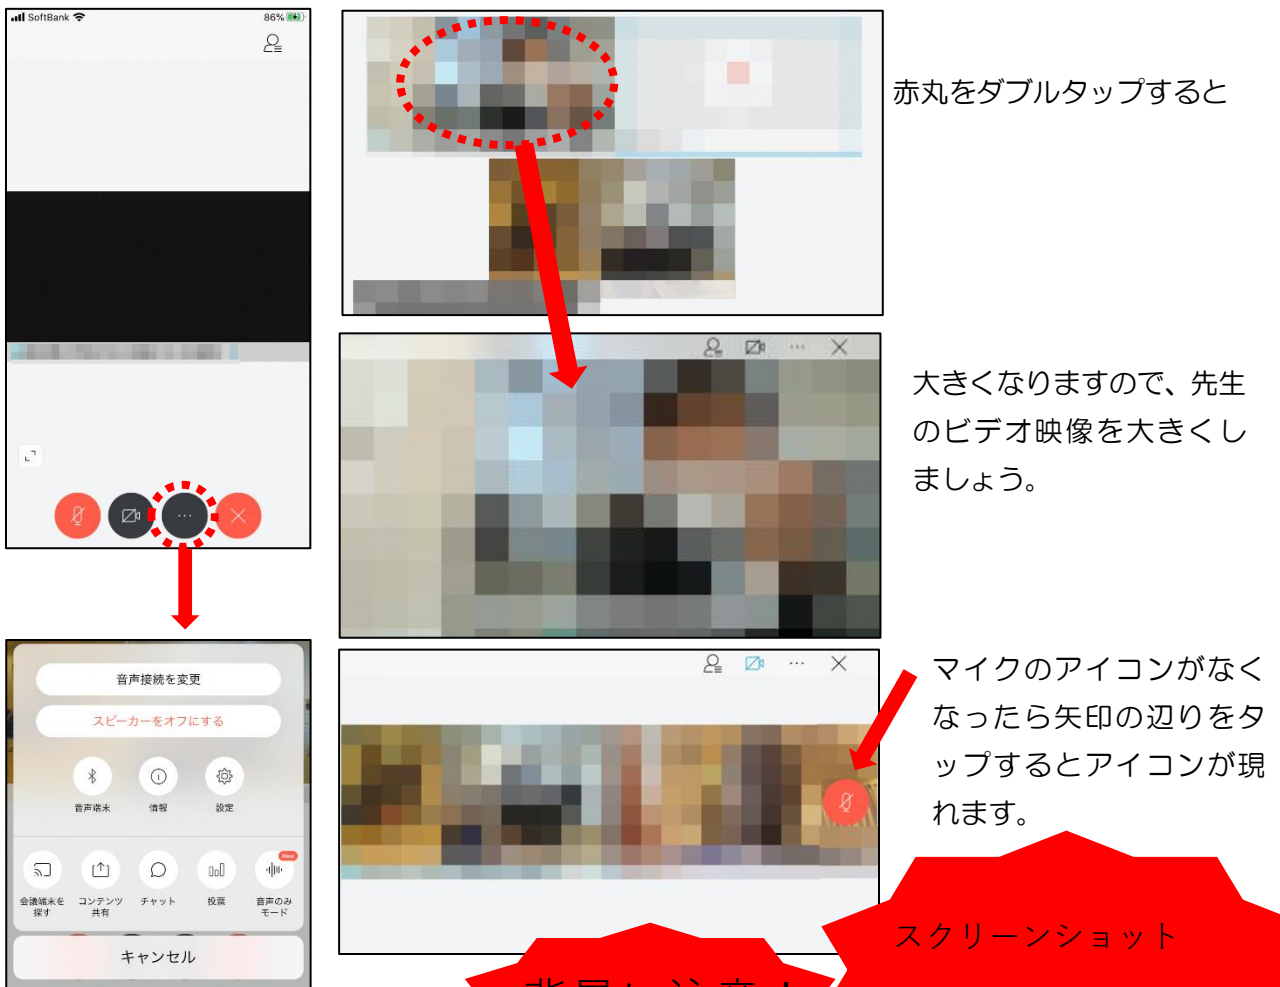 SoftBank
86%
赤丸をダブルタップすると
大きくなりますので、先生
のビデオ映像を大きくし
ましょう。
音声接続を変更
スピーカーをオフにする
音声端末
情報
設定
会議端末を
探す
コンテンツ
共有
チャット
投票
New
音声のみ
モード
キャンセル
マイクのアイコンがなく
なったら矢印の辺りをタ
ップするとアイコンが現
れます。
スクリーンショット
背景に注意！